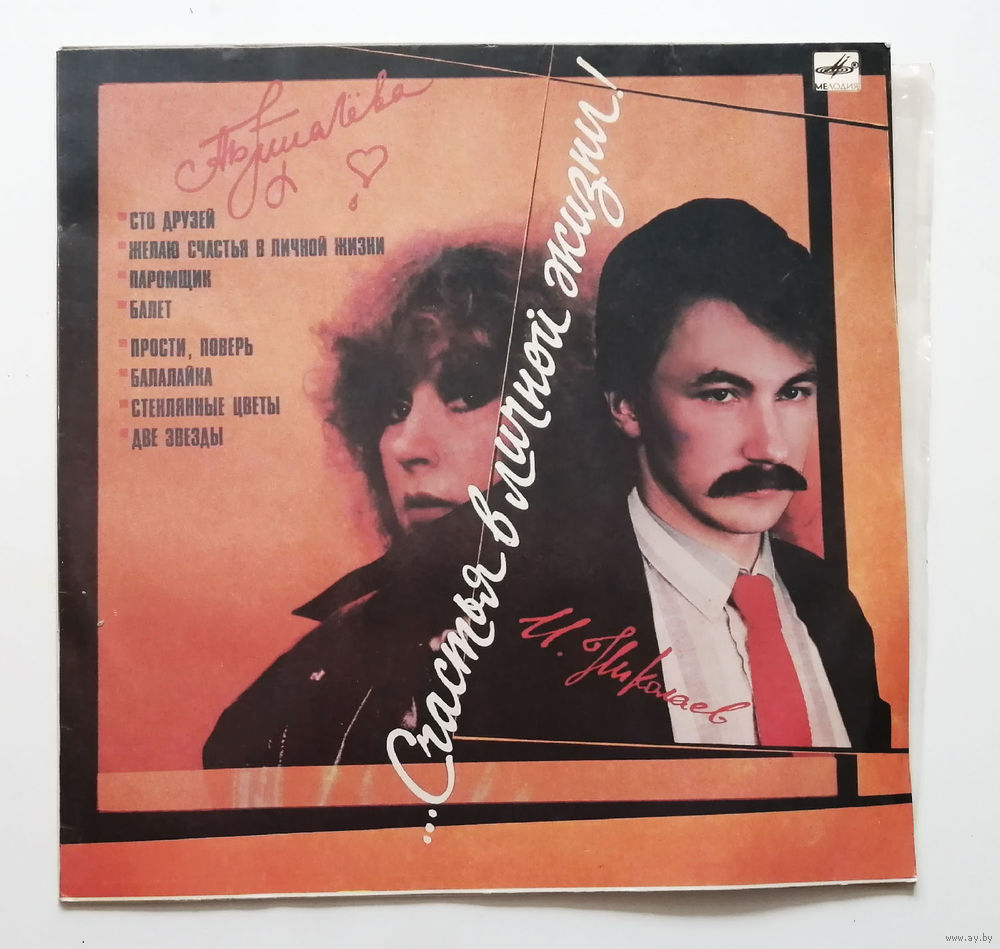 А Пугачёва
МЕЛОДИЯ
СТО ДРУЗЕЙ
ЖЕЛАЮ СЧАСТЬЯ В ЛИЧНОЙ ЖИЗНИ
ПАРОМЩИК
БАЛЕТ
ПРОСТИ, ПОВЕРЬ
БАЛАЛАЙКА
СТЕКЛЯННЫЕ ЦВЕТЫ
ДВЕ ЗВЕЗДЫ
...Счастья в личной жизни!
И. Николаев
www.ay.by